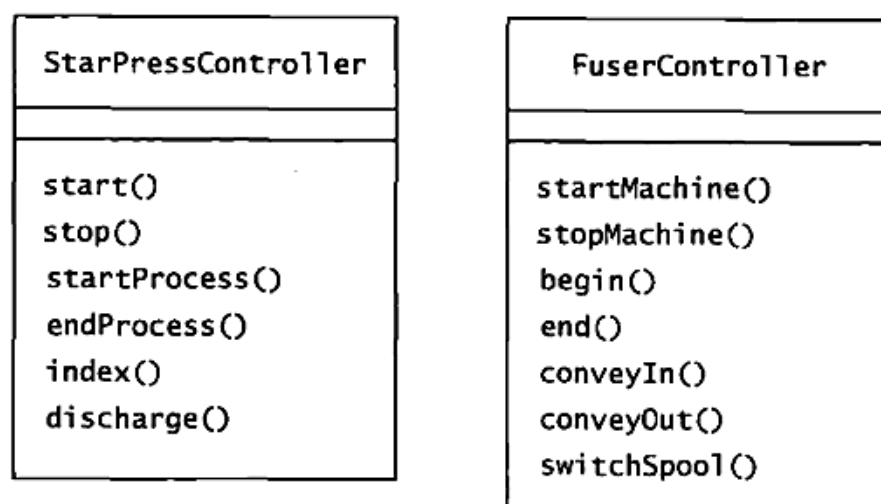 StarPressController
start()
stop()
startProcess()
endProcess()
index()
discharge()
FuserController
startMachine()
stopMachine()
begin()
end()
conveyIn()
conveyOut()
switchSpool()